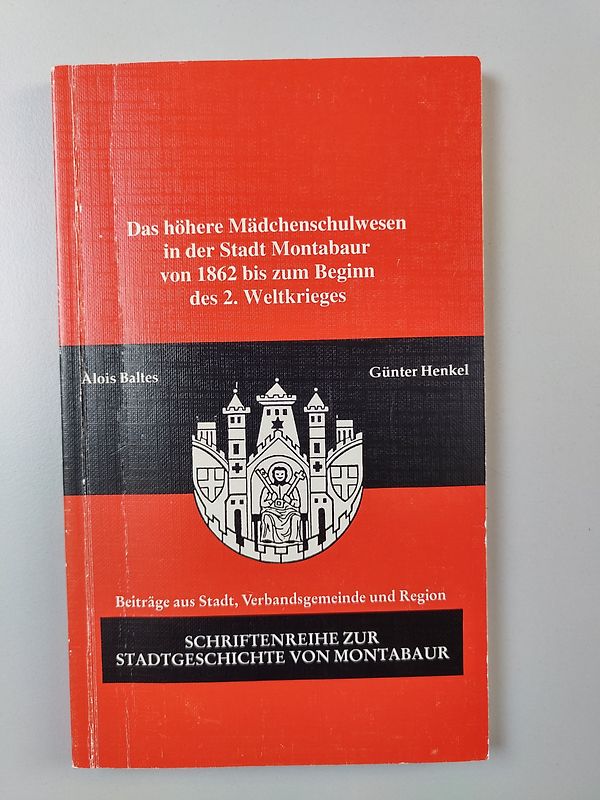 Das höhere Mädchenschulwesen
in der Stadt Montabaur
von 1862 bis zum Beginn
des 2. Weltkrieges
Alois Baltes
Günter Henkel
Beiträge aus Stadt, Verbandsgemeinde und Region
SCHRIFTENREIHE ZUR
STADTGESCHICHTE VON MONTABAUR